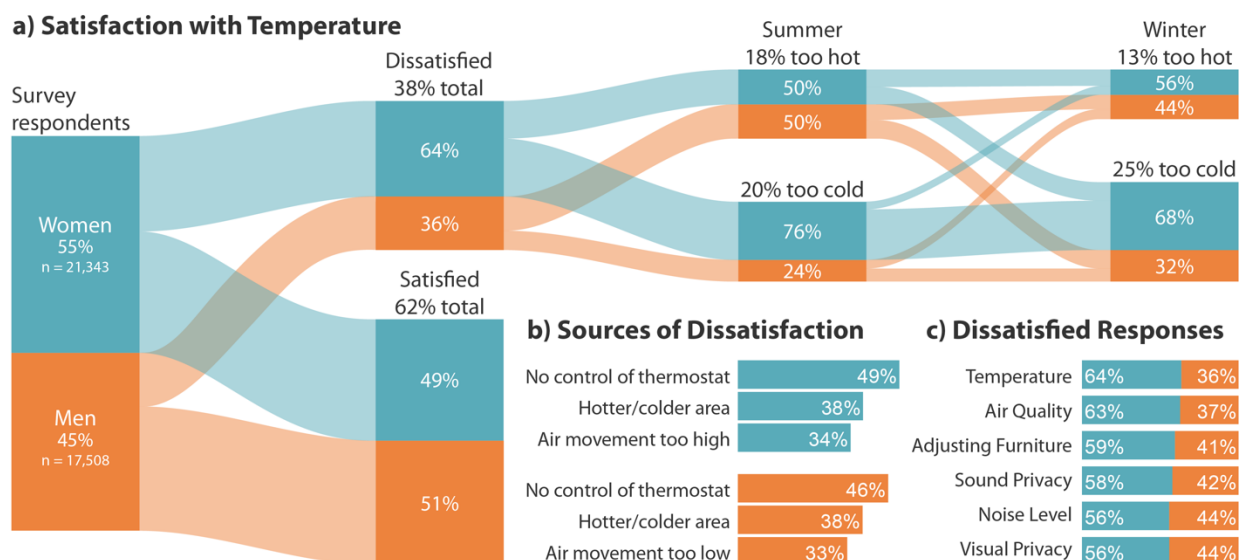 a) Satisfaction with Temperature
Survey
respondents
Women
55%
n = 21,343
Men
45%
n = 17,508
Dissatisfied
38% total
64%
36%
Satisfied
62% total
49%
51%
Summer
18% too hot
50%
50%
20% too cold
76%
24%
Winter
13% too hot
56%
44%
25% too cold
68%
32%
b) Sources of Dissatisfaction
No control of thermostat 49%
Hotter/colder area 38%
Air movement too high 34%
No control of thermostat 46%
Hotter/colder area 38%
Air movement too low 33%
c) Dissatisfied Responses
Temperature 64% 36%
Air Quality 63% 37%
Adjusting Furniture 59% 41%
Sound Privacy 58% 42%
Noise Level 56% 44%
Visual Privacy 56% 44%